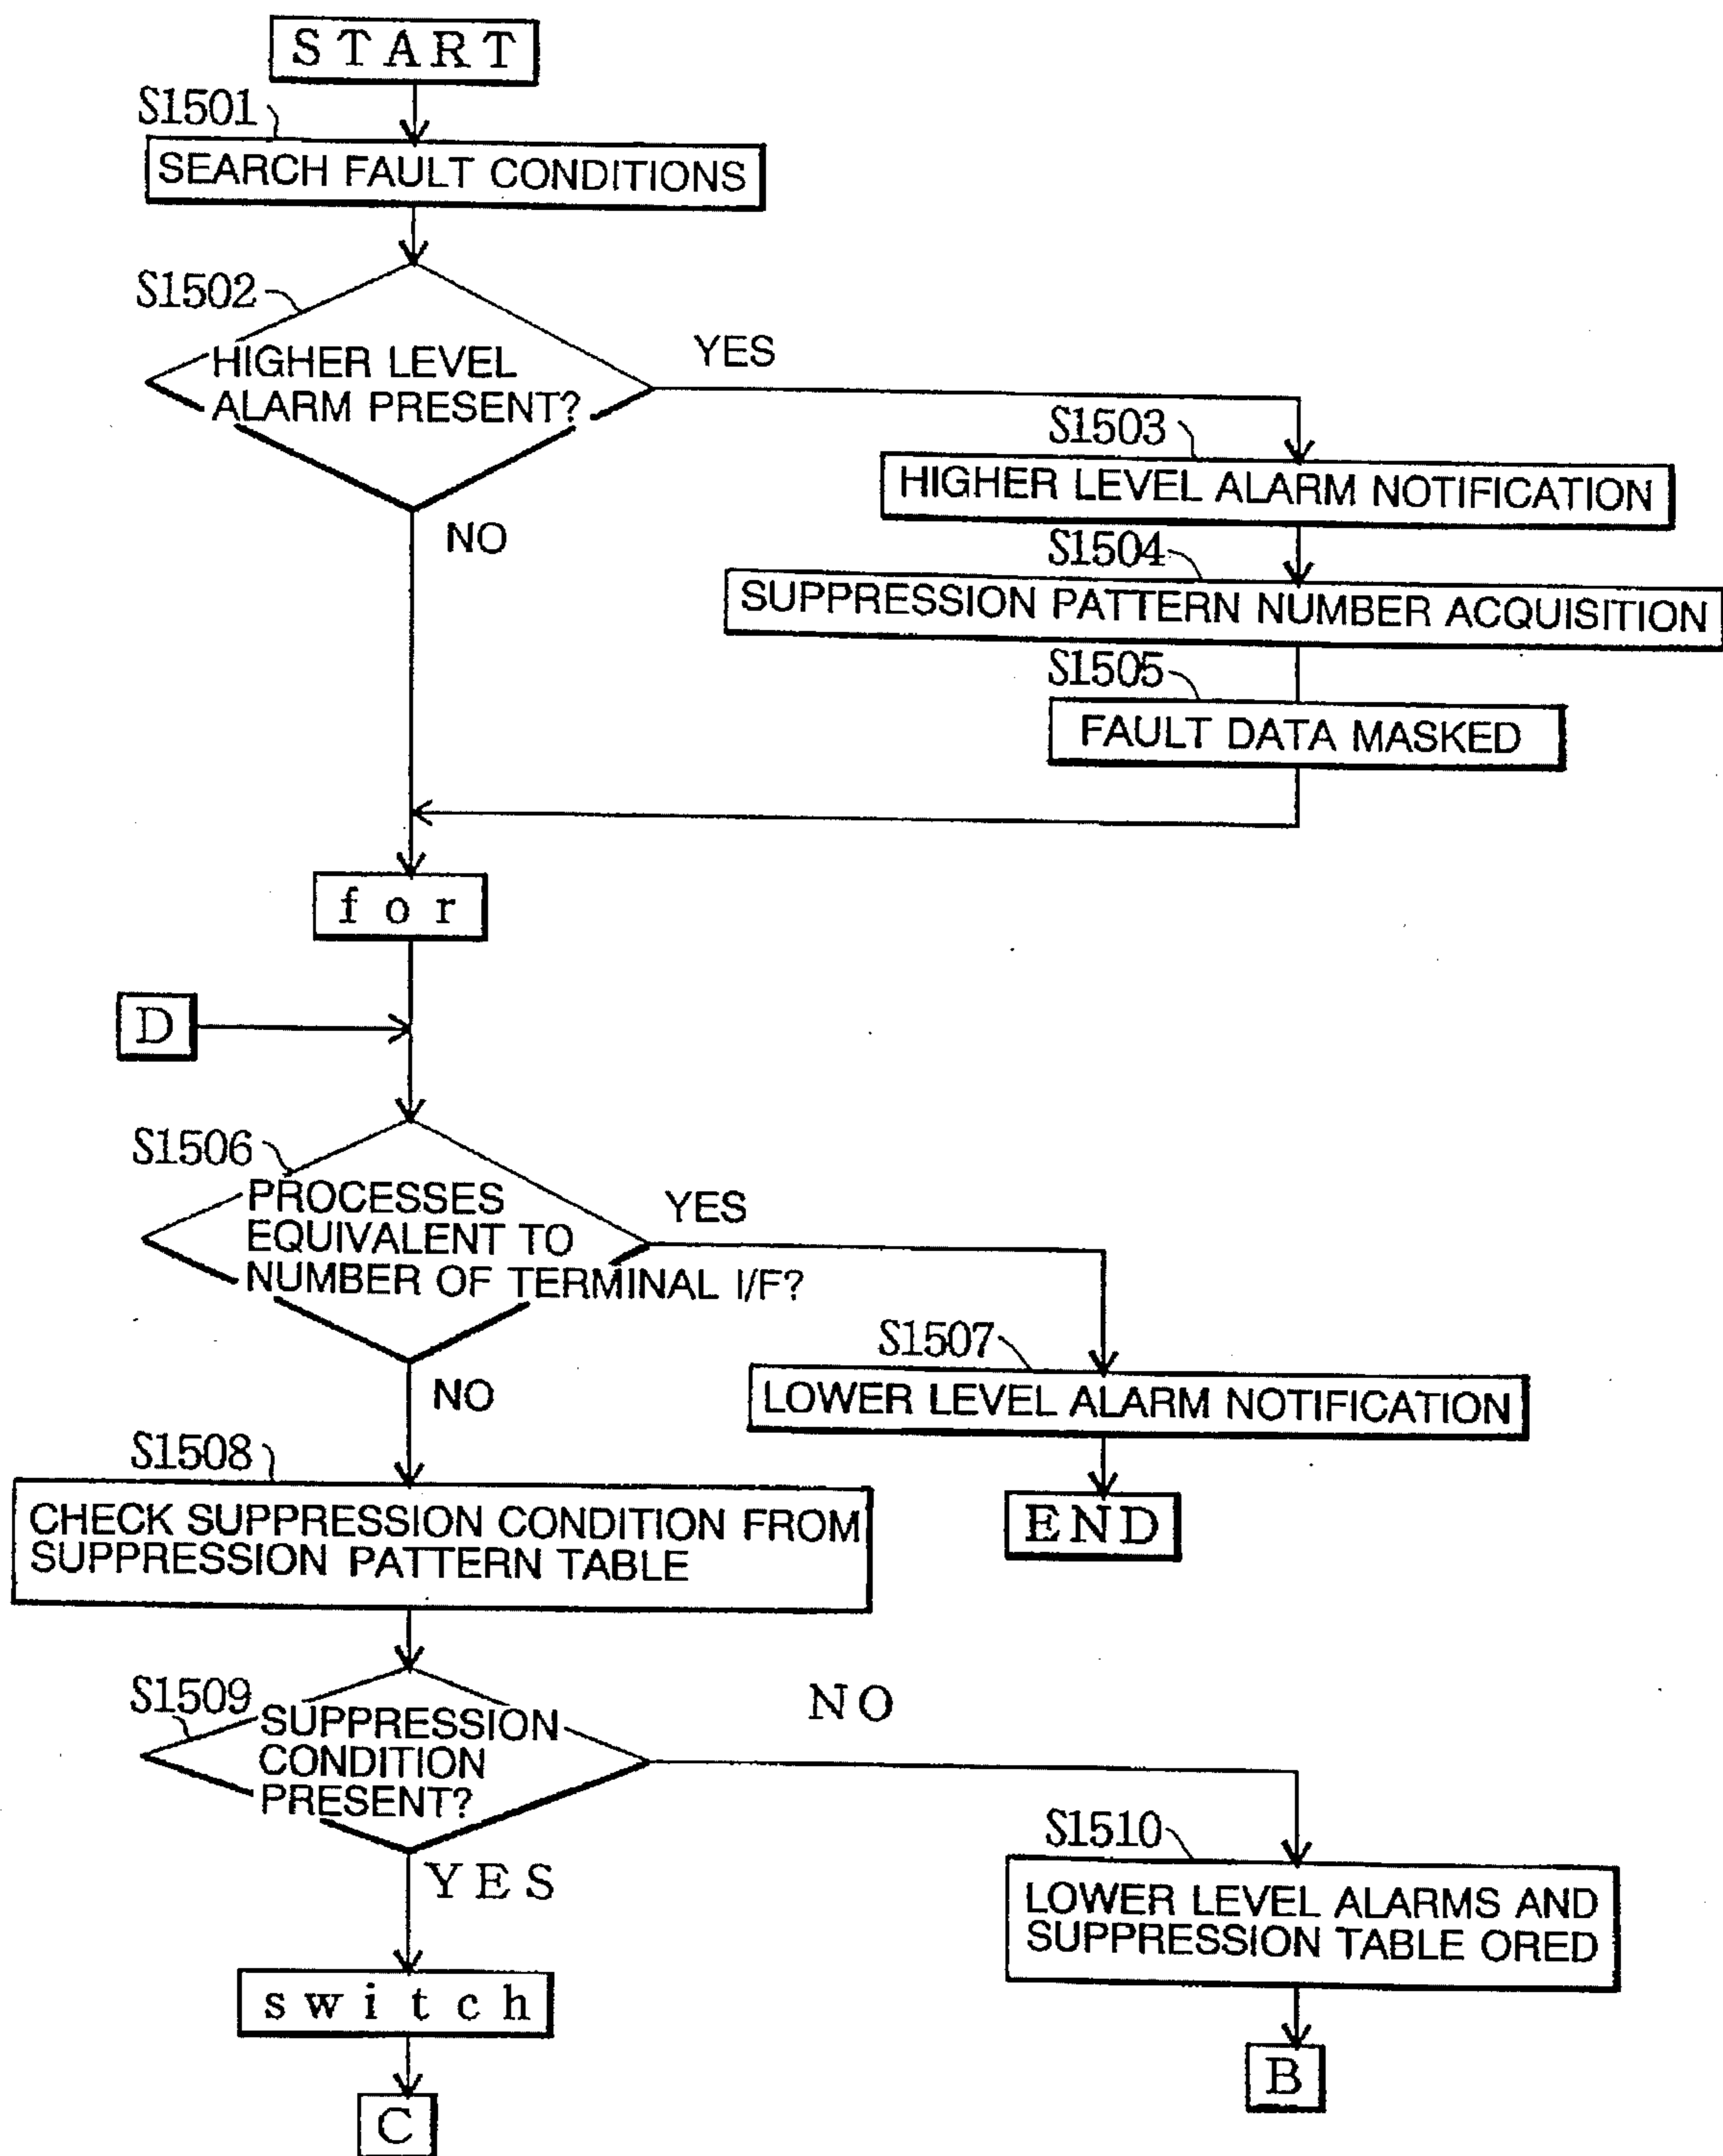 START
S1501
SEARCH FAULT CONDITIONS
S1502
HIGHER LEVEL
ALARM PRESENT?
YES
NO
S1503
HIGHER LEVEL ALARM NOTIFICATION
S1504
SUPPRESSION PATTERN NUMBER ACQUISITION
S1505
FAULT DATA MASKED
for
D
S1506
PROCESSES
EQUIVALENT TO
NUMBER OF TERMINAL I/F?
YES
NO
S1507
LOWER LEVEL ALARM NOTIFICATION
END
S1508
CHECK SUPPRESSION CONDITION FROM
SUPPRESSION PATTERN TABLE
S1509
SUPPRESSION
CONDITION
PRESENT?
NO
YES
S1510
LOWER LEVEL ALARMS AND
SUPPRESSION TABLE ORED
switch
B
C